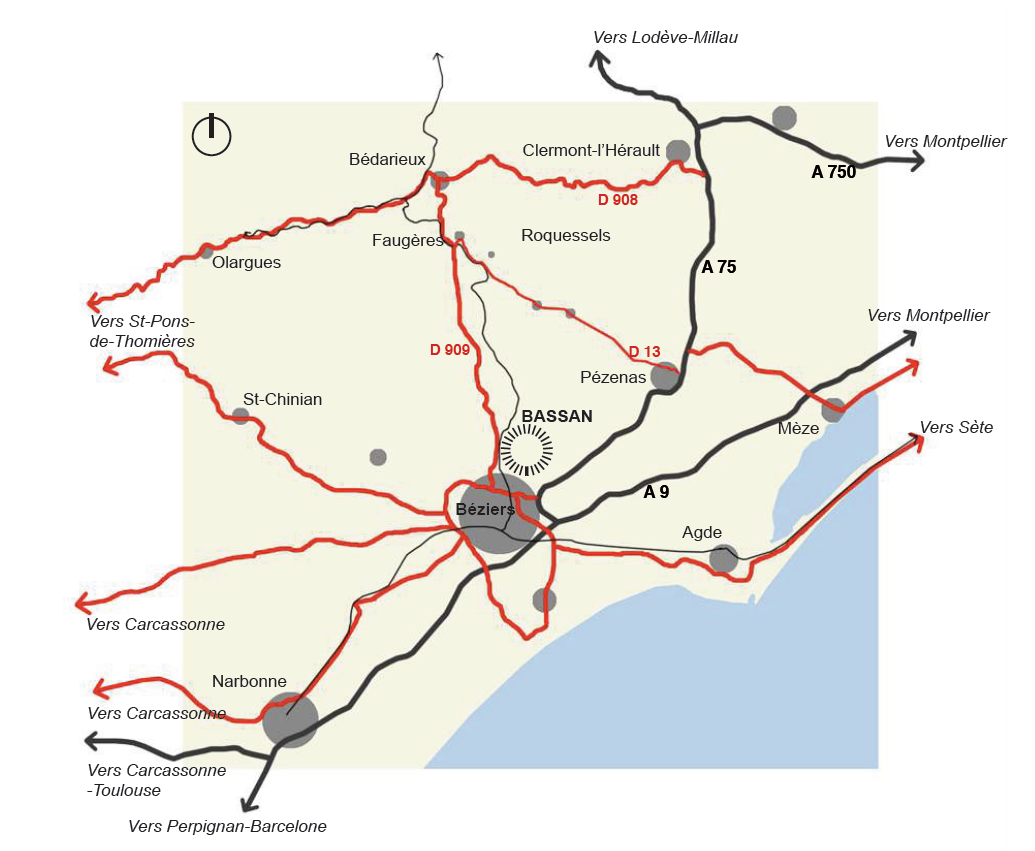 Vers Lodève-Millau
Vers Montpellier
Bédarieux
Clermont-l'Hérault
A 750
D 908
Faugères
Roquessels
Olargues
A 75
Vers St-Pons-
de-Thomières
Vers Montpellier
D 909
D 13
Pézenas
St-Chinian
BASSAN
Mèze
Vers Sète
A 9
Béziers
Agde
Vers Carcassonne
Narbonne
Vers Carcassonne
Vers Carcassonne
-Toulouse
Vers Perpignan-Barcelone